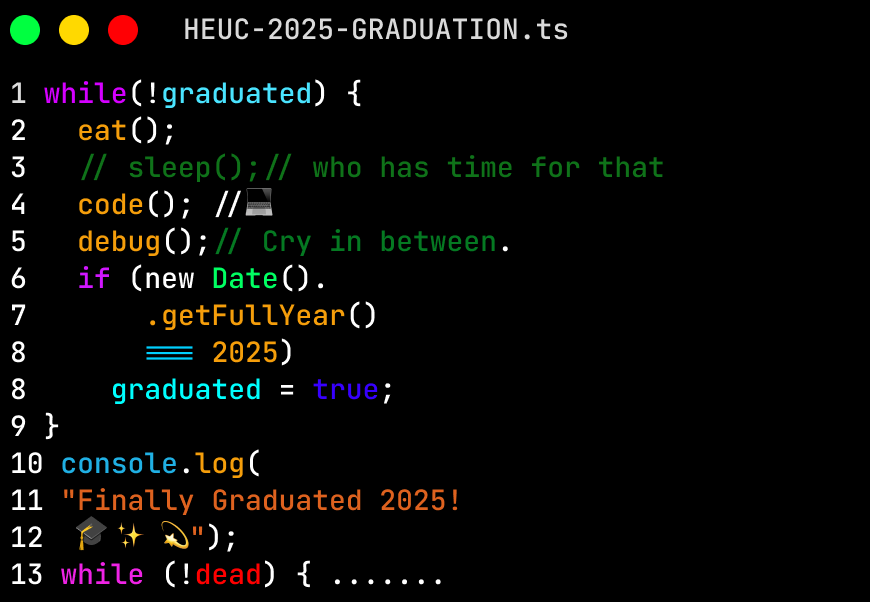 HEUC-2025-GRADUATION.ts
1 while(!graduated) {
2   eat();
3   // sleep();// who has time for that
4   code(); //💻
5   debug();// Cry in between.
6   if (new Date().
7       .getFullYear()
8       === 2025)
8     graduated = true;
9 }
10 console.log(
11 "Finally Graduated 2025!
12  🎓✨ 💫");
13 while (!dead) { .......